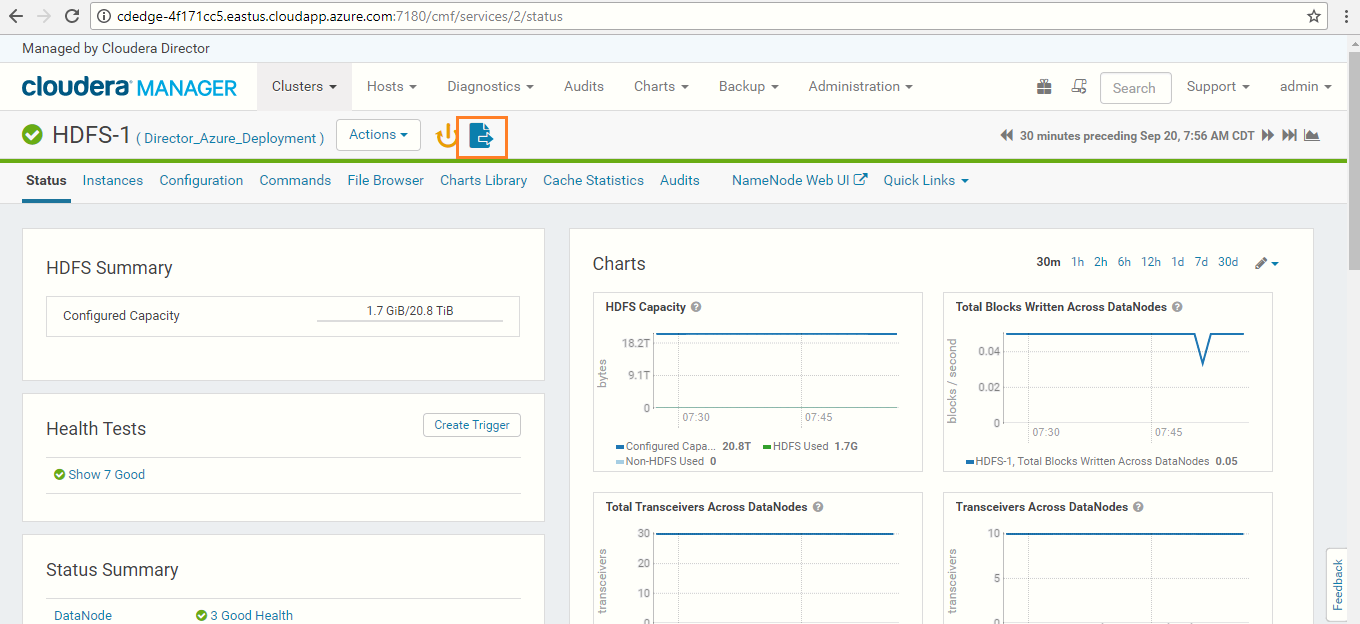 cdedge-4f171cc5.eastus.cloudapp.azure.com:7180/cmf/services/2/status
Managed by Cloudera Director
cloudera MANAGER Clusters Hosts Diagnostics Audits Charts Backup Administration Search Support admin
HDFS-1 ( Director_Azure_Deployment ) Actions 30 minutes preceding Sep 20, 7:56 AM CDT
Status Instances Configuration Commands File Browser Charts Library Cache Statistics Audits NameNode Web UI Quick Links
HDFS Summary
Configured Capacity 1.7 GiB/20.8 TiB
Health Tests Create Trigger
Show 7 Good
Status Summary
DataNode 3 Good Health
Charts 30m 1h 2h 6h 12h 1d 7d 30d
HDFS Capacity
bytes
18.2T
9.1T
0
07:30 07:45
Configured Capa... 20.8T HDFS Used 1.7G
Non-HDFS Used 0
Total Blocks Written Across DataNodes
blocks / second
0.04
0.02
0
07:30 07:45
HDFS-1, Total Blocks Written Across DataNodes 0.05
Total Transceivers Across DataNodes
transceivers
30
20
10
0
Transceivers Across DataNodes
transceivers
10
5
0
Feedback